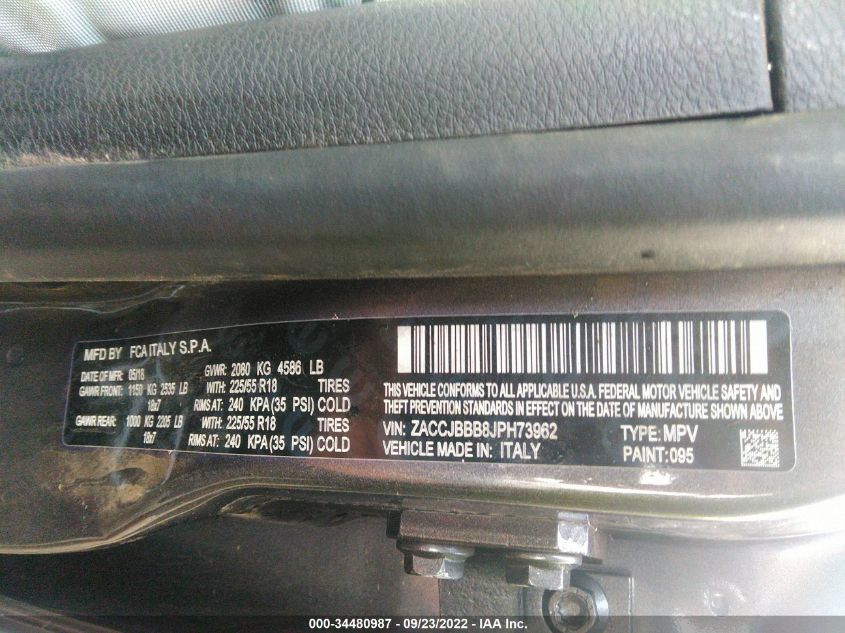 MFD BY FCA ITALY S.P.A.
DATE OF MFR: 05/18 GVWR: 2080 KG 4586 LB
GAWR FRONT: 1150 KG 2535 LB WITH: 225/55 R18 TIRES
18x7 RIMS AT: 240 KPA (35 PSI) COLD
GAWR REAR: 1000 KG 2205 LB WITH: 225/55 R18 TIRES
18x7 RIMS AT: 240 KPA (35 PSI) COLD
THIS VEHICLE CONFORMS TO ALL APPLICABLE U.S.A. FEDERAL MOTOR VEHICLE SAFETY AND
THEFT PREVENTION STANDARDS IN EFFECT ON THE DATE OF MANUFACTURE SHOWN ABOVE
VIN: ZACCJBBB8JPH73962 TYPE: MPV
VEHICLE MADE IN: ITALY PAINT: 095
000-34480987 - 09/23/2022 - IAA Inc.